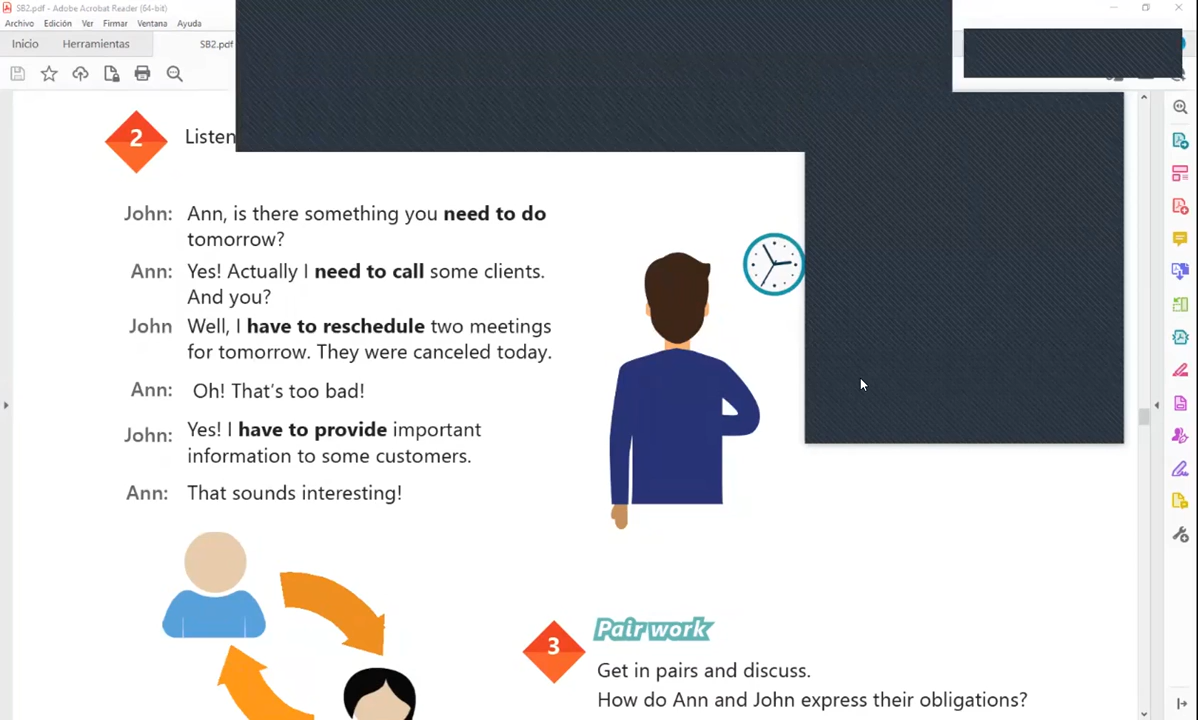 SB2.pdf - Adobe Acrobat Reader (64-bit)
Archivo Edición Ver Firmar Ventana Ayuda
Inicio Herramientas SB2.pdf
2 Listen
John: Ann, is there something you need to do
tomorrow?
Ann: Yes! Actually I need to call some clients.
And you?
John Well, I have to reschedule two meetings
for tomorrow. They were canceled today.
Ann: Oh! That's too bad!
John: Yes! I have to provide important
information to some customers.
Ann: That sounds interesting!
3 Pair work
Get in pairs and discuss.
How do Ann and John express their obligations?